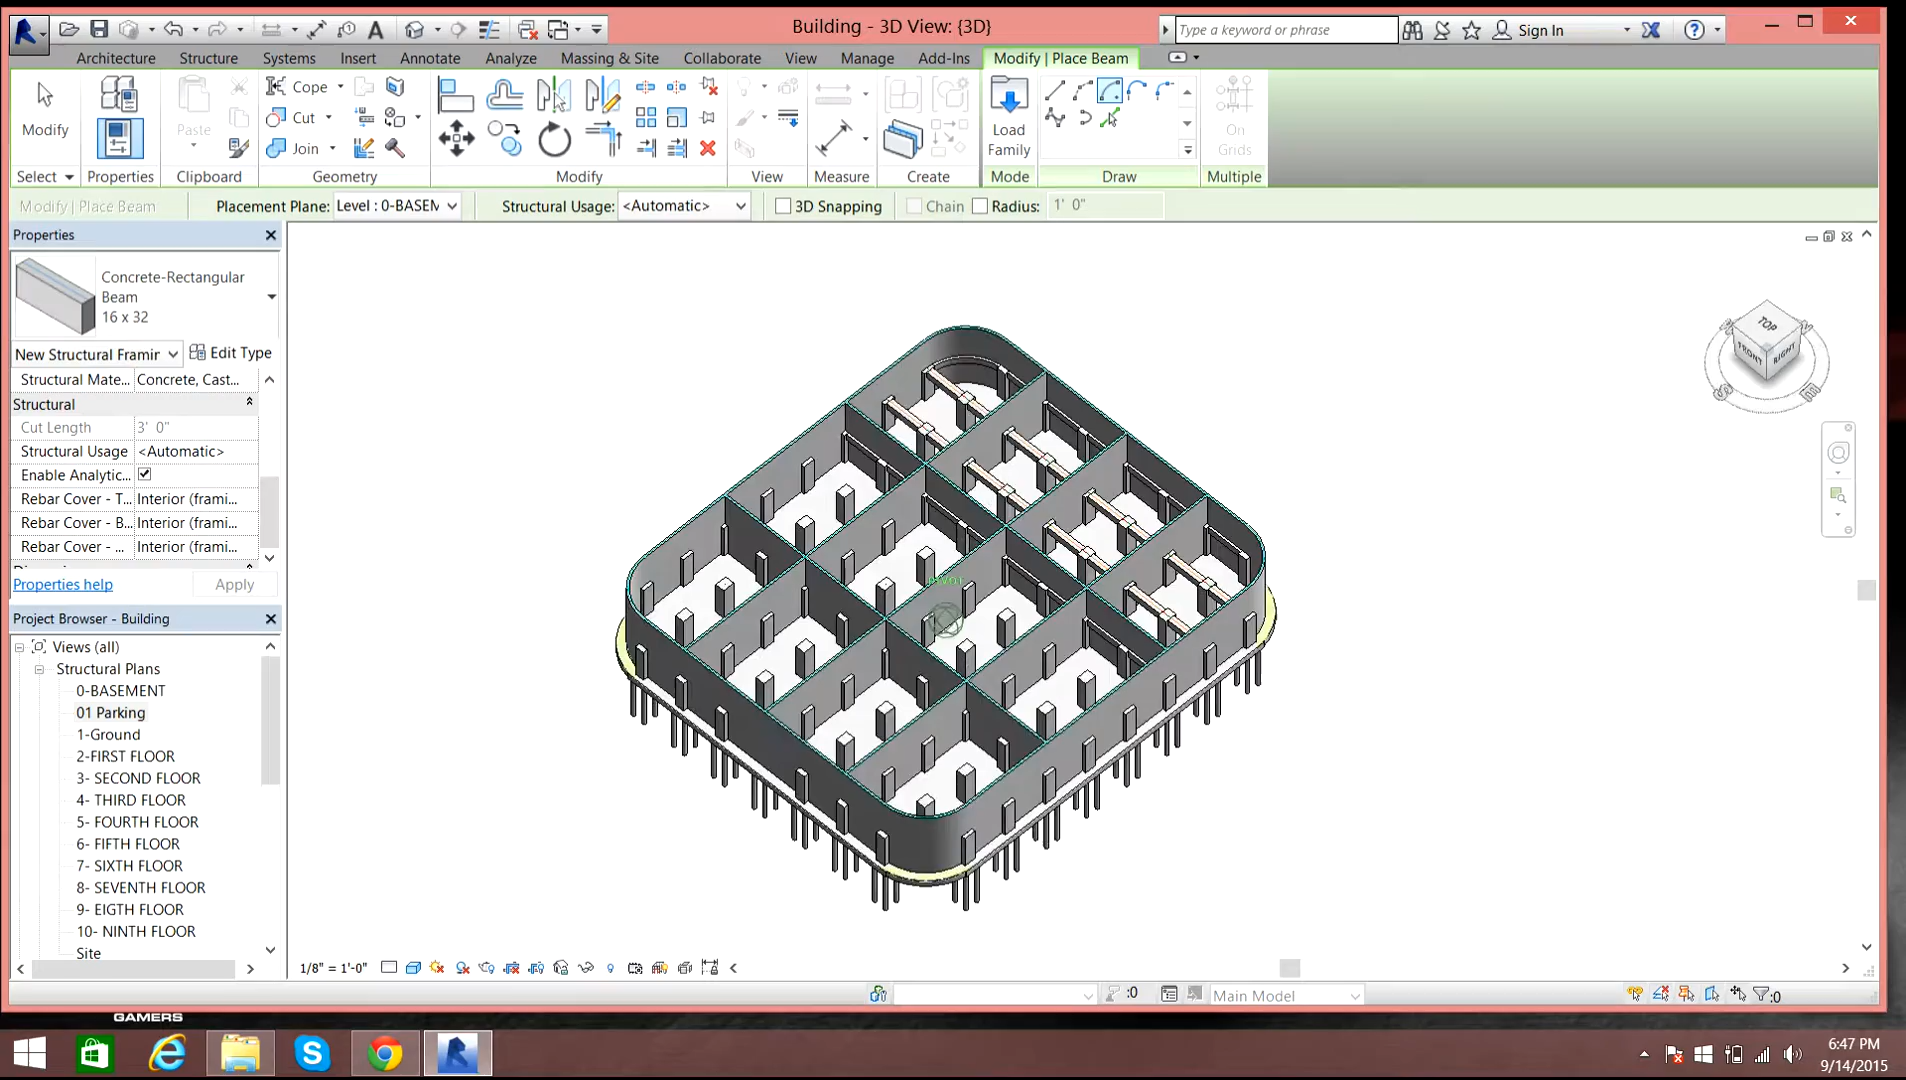 Building - 3D View: {3D}
Type a keyword or phrase
Sign In
Architecture
Structure
Systems
Insert
Annotate
Analyze
Massing & Site
Collaborate
View
Manage
Add-Ins
Modify | Place Beam
Modify
Paste
Cope
Cut
Join
Load
Family
On
Grids
Select
Properties
Clipboard
Geometry
Modify
View
Measure
Create
Mode
Draw
Multiple
Modify | Place Beam
Placement Plane:
Level : 0-BASEM
Structural Usage:
<Automatic>
3D Snapping
Chain
Radius:
1' 0"
Properties
Concrete-Rectangular
Beam
16 x 32
New Structural Framir
Edit Type
Structural Mate...
Concrete, Cast...
Structural
Cut Length
3' 0"
Structural Usage
<Automatic>
Enable Analytic...
Rebar Cover - T...
Interior (frami...
Rebar Cover - B...
Interior (frami...
Rebar Cover - ...
Interior (frami...
Properties help
Apply
Project Browser - Building
Views (all)
Structural Plans
0-BASEMENT
01 Parking
1-Ground
2-FIRST FLOOR
3- SECOND FLOOR
4- THIRD FLOOR
5- FOURTH FLOOR
6- FIFTH FLOOR
7- SIXTH FLOOR
8- SEVENTH FLOOR
9- EIGTH FLOOR
10- NINTH FLOOR
Site
TOP
FRONT
RIGHT
PIVOT
1/8" = 1'-0"
:0
Main Model
:0
GAMERS
6:47 PM
9/14/2015